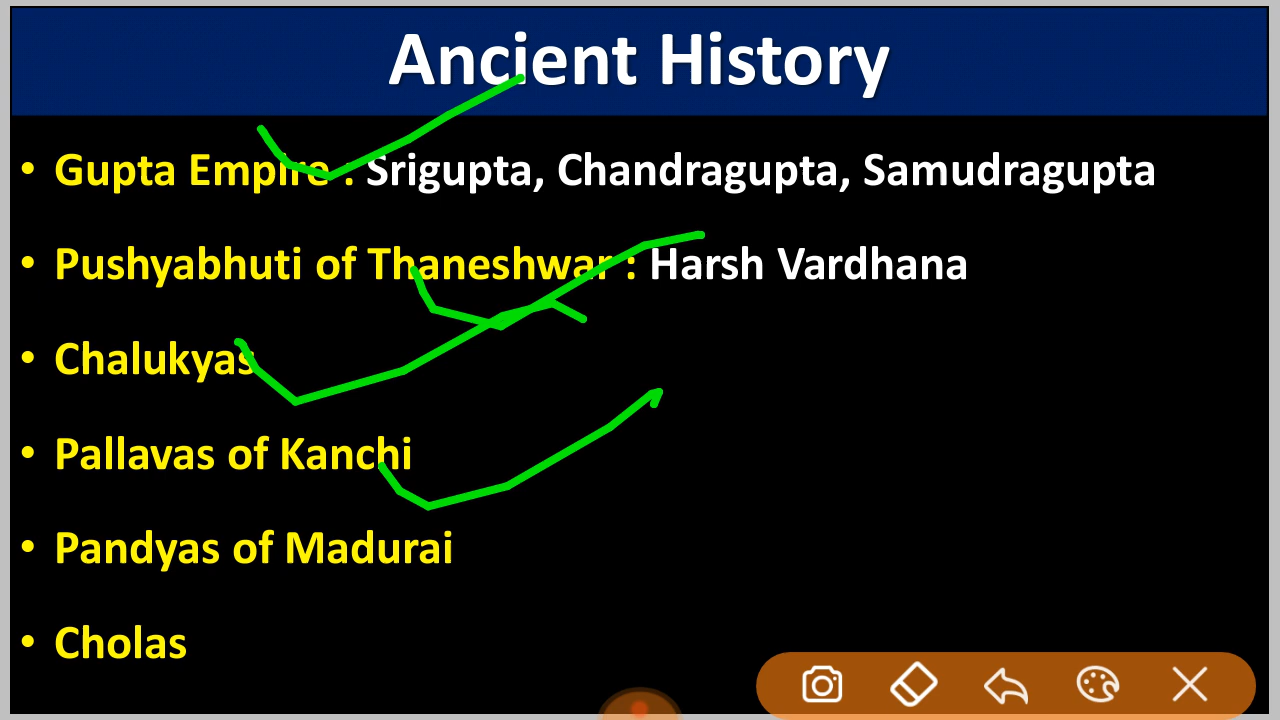 Ancient History
• Gupta Empire : Srigupta, Chandragupta, Samudragupta
• Pushyabhuti of Thaneshwar : Harsh Vardhana
• Chalukyas
• Pallavas of Kanchi
• Pandyas of Madurai
• Cholas